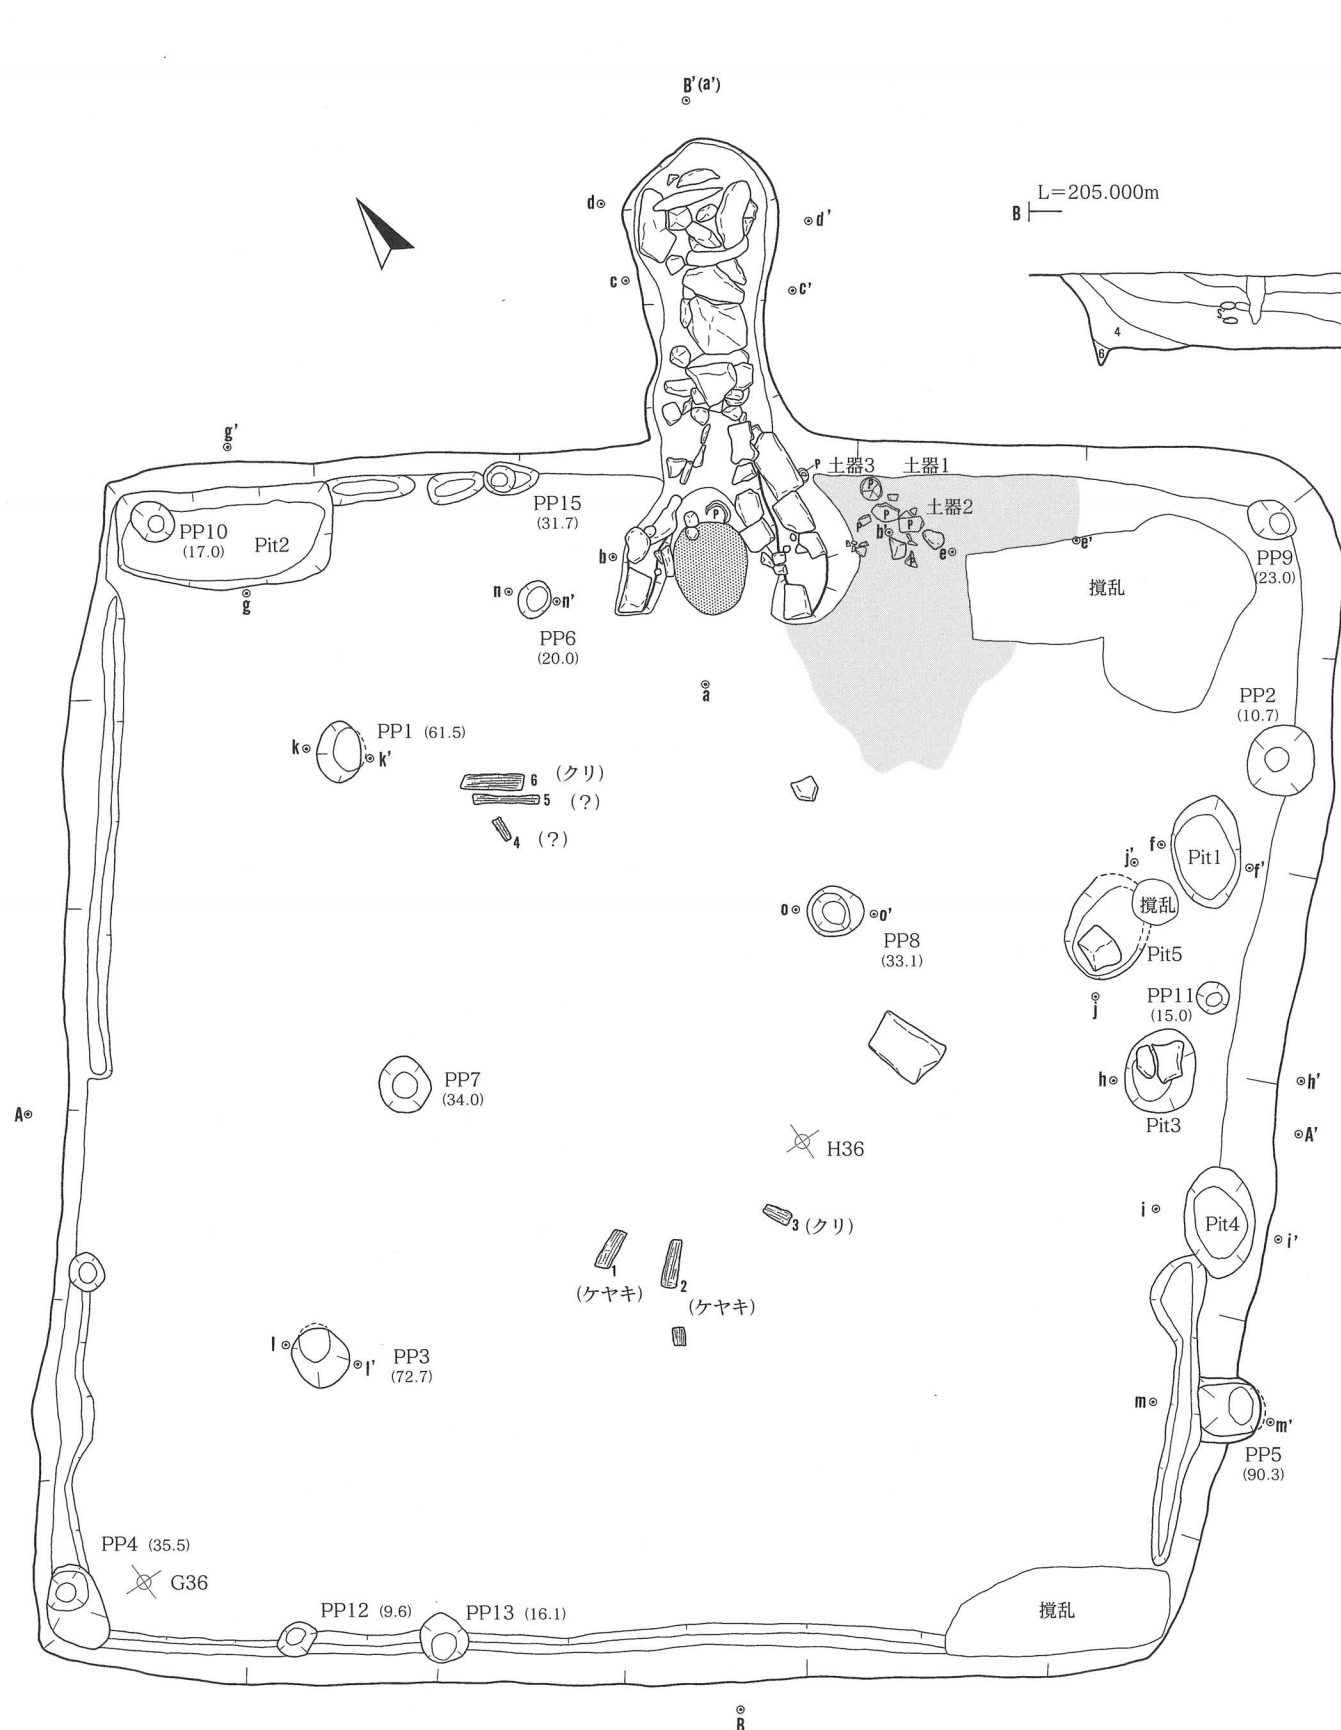 B'(a')
L=205.000m
B
d
d'
c
c'
4
S
6
g'
P
土器3
土器1
PP15
(31.7)
土器2
P
P
P
P
P
P
PP10
(17.0)
Pit2
b
b'
e
e'
PP9
(23.0)
撹乱
g
n
n'
PP6
(20.0)
a
PP2
(10.7)
k
k'
PP1 (61.5)
6 (クリ)
5 (?)
4 (?)
f
f'
Pit1
j'
撹乱
Pit5
o
o'
PP8
(33.1)
j
PP11
(15.0)
PP7
(34.0)
h
h'
Pit3
A
A'
H36
i
i'
Pit4
3 (クリ)
1
(ケヤキ)
2
(ケヤキ)
l
l'
PP3
(72.7)
m
m'
PP5
(90.3)
PP4 (35.5)
G36
PP12 (9.6)
PP13 (16.1)
撹乱
B